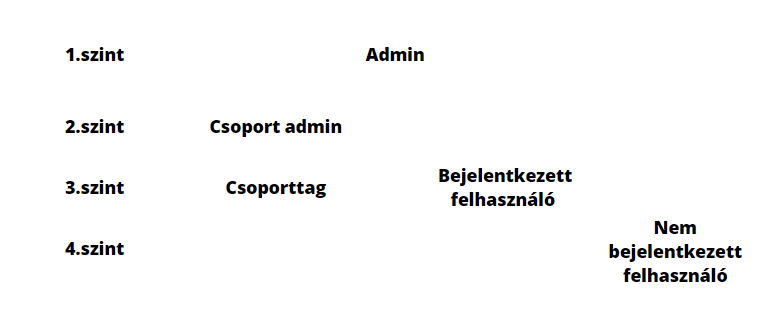 1.szint Admin
2.szint Csoport admin
3.szint Csoporttag Bejelentkezett
felhasználó
4.szint Nem
bejelentkezett
felhasználó